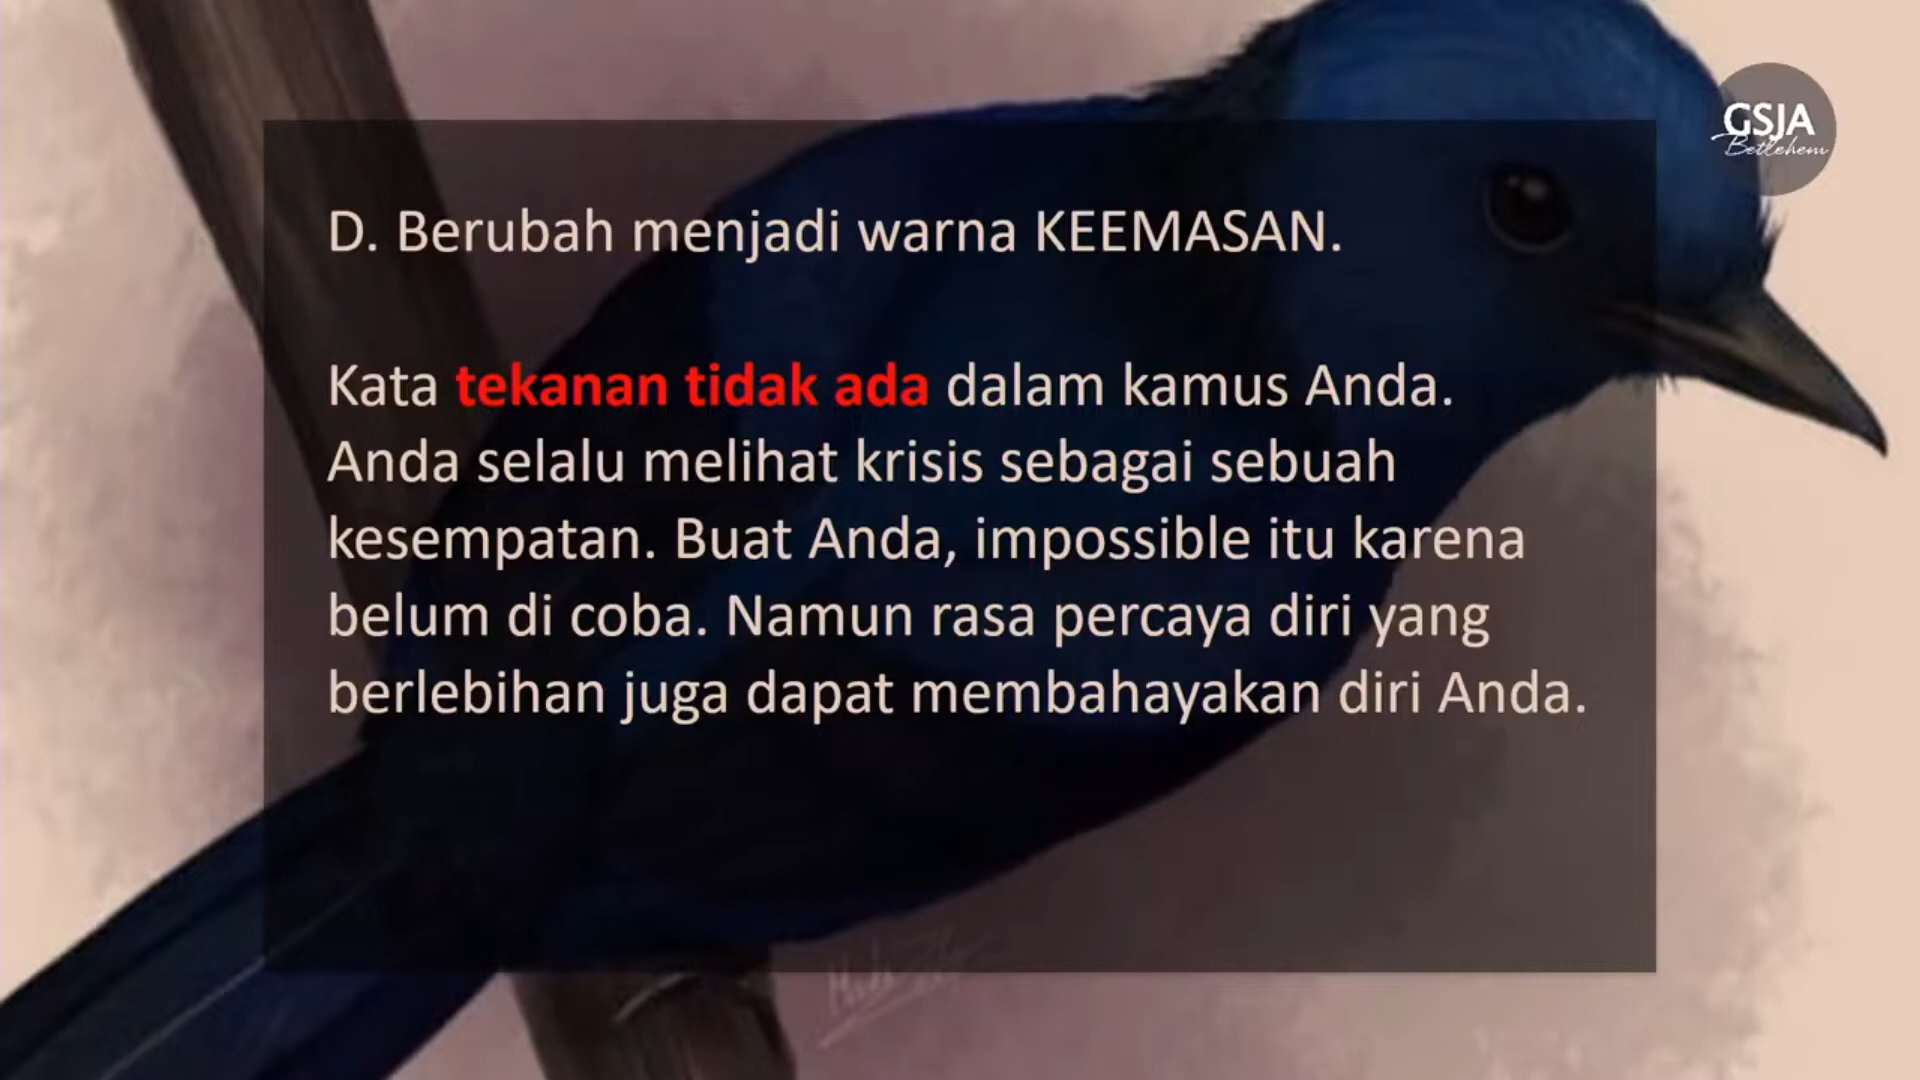 GSJA
Betlehem
D. Berubah menjadi warna KEEMASAN.
Kata tekanan tidak ada dalam kamus Anda.
Anda selalu melihat krisis sebagai sebuah
kesempatan. Buat Anda, impossible itu karena
belum di coba. Namun rasa percaya diri yang
berlebihan juga dapat membahayakan diri Anda.